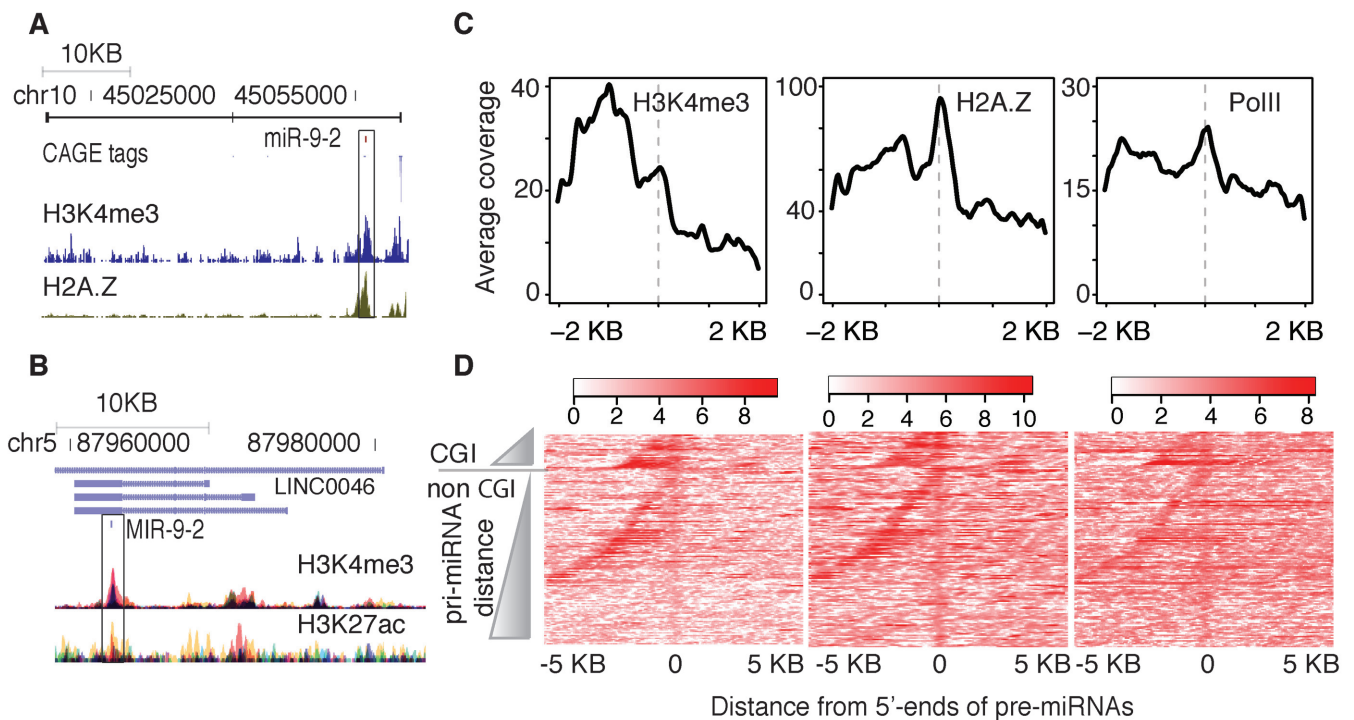 A
10KB
chr10 45025000 45055000
miR-9-2
CAGE tags
H3K4me3
H2A.Z
B
10KB
chr5 87960000 87980000
LINC0046
MIR-9-2
H3K4me3
H3K27ac
C
Average coverage
40
20
0
H3K4me3
−2 KB 2 KB
100
40
0
H2A.Z
−2 KB 2 KB
30
15
0
PolII
−2 KB 2 KB
D
0 2 4 6 8
0 2 4 6 8 10
0 2 4 6 8
CGI
non CGI
pri-miRNA
distance
-5 KB 0 5 KB
-5 KB 0 5 KB
-5 KB 0 5 KB
Distance from 5’-ends of pre-miRNAs